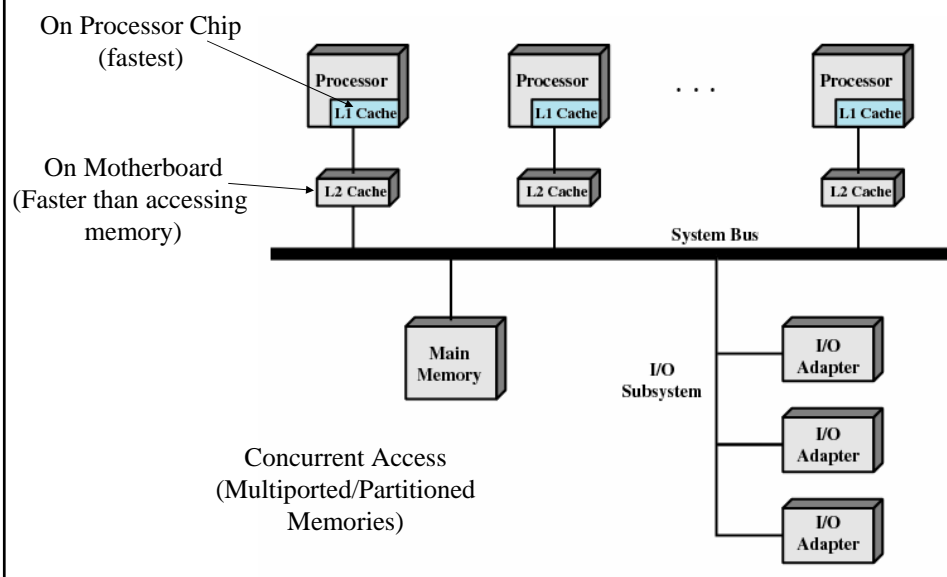 On Processor Chip
(fastest)
Processor
L1 Cache
Processor
L1 Cache
. . .
Processor
L1 Cache
On Motherboard
(Faster than accessing
memory)
L2 Cache
L2 Cache
L2 Cache
System Bus
Main
Memory
I/O
Subsystem
I/O
Adapter
I/O
Adapter
I/O
Adapter
Concurrent Access
(Multiported/Partitioned
Memories)